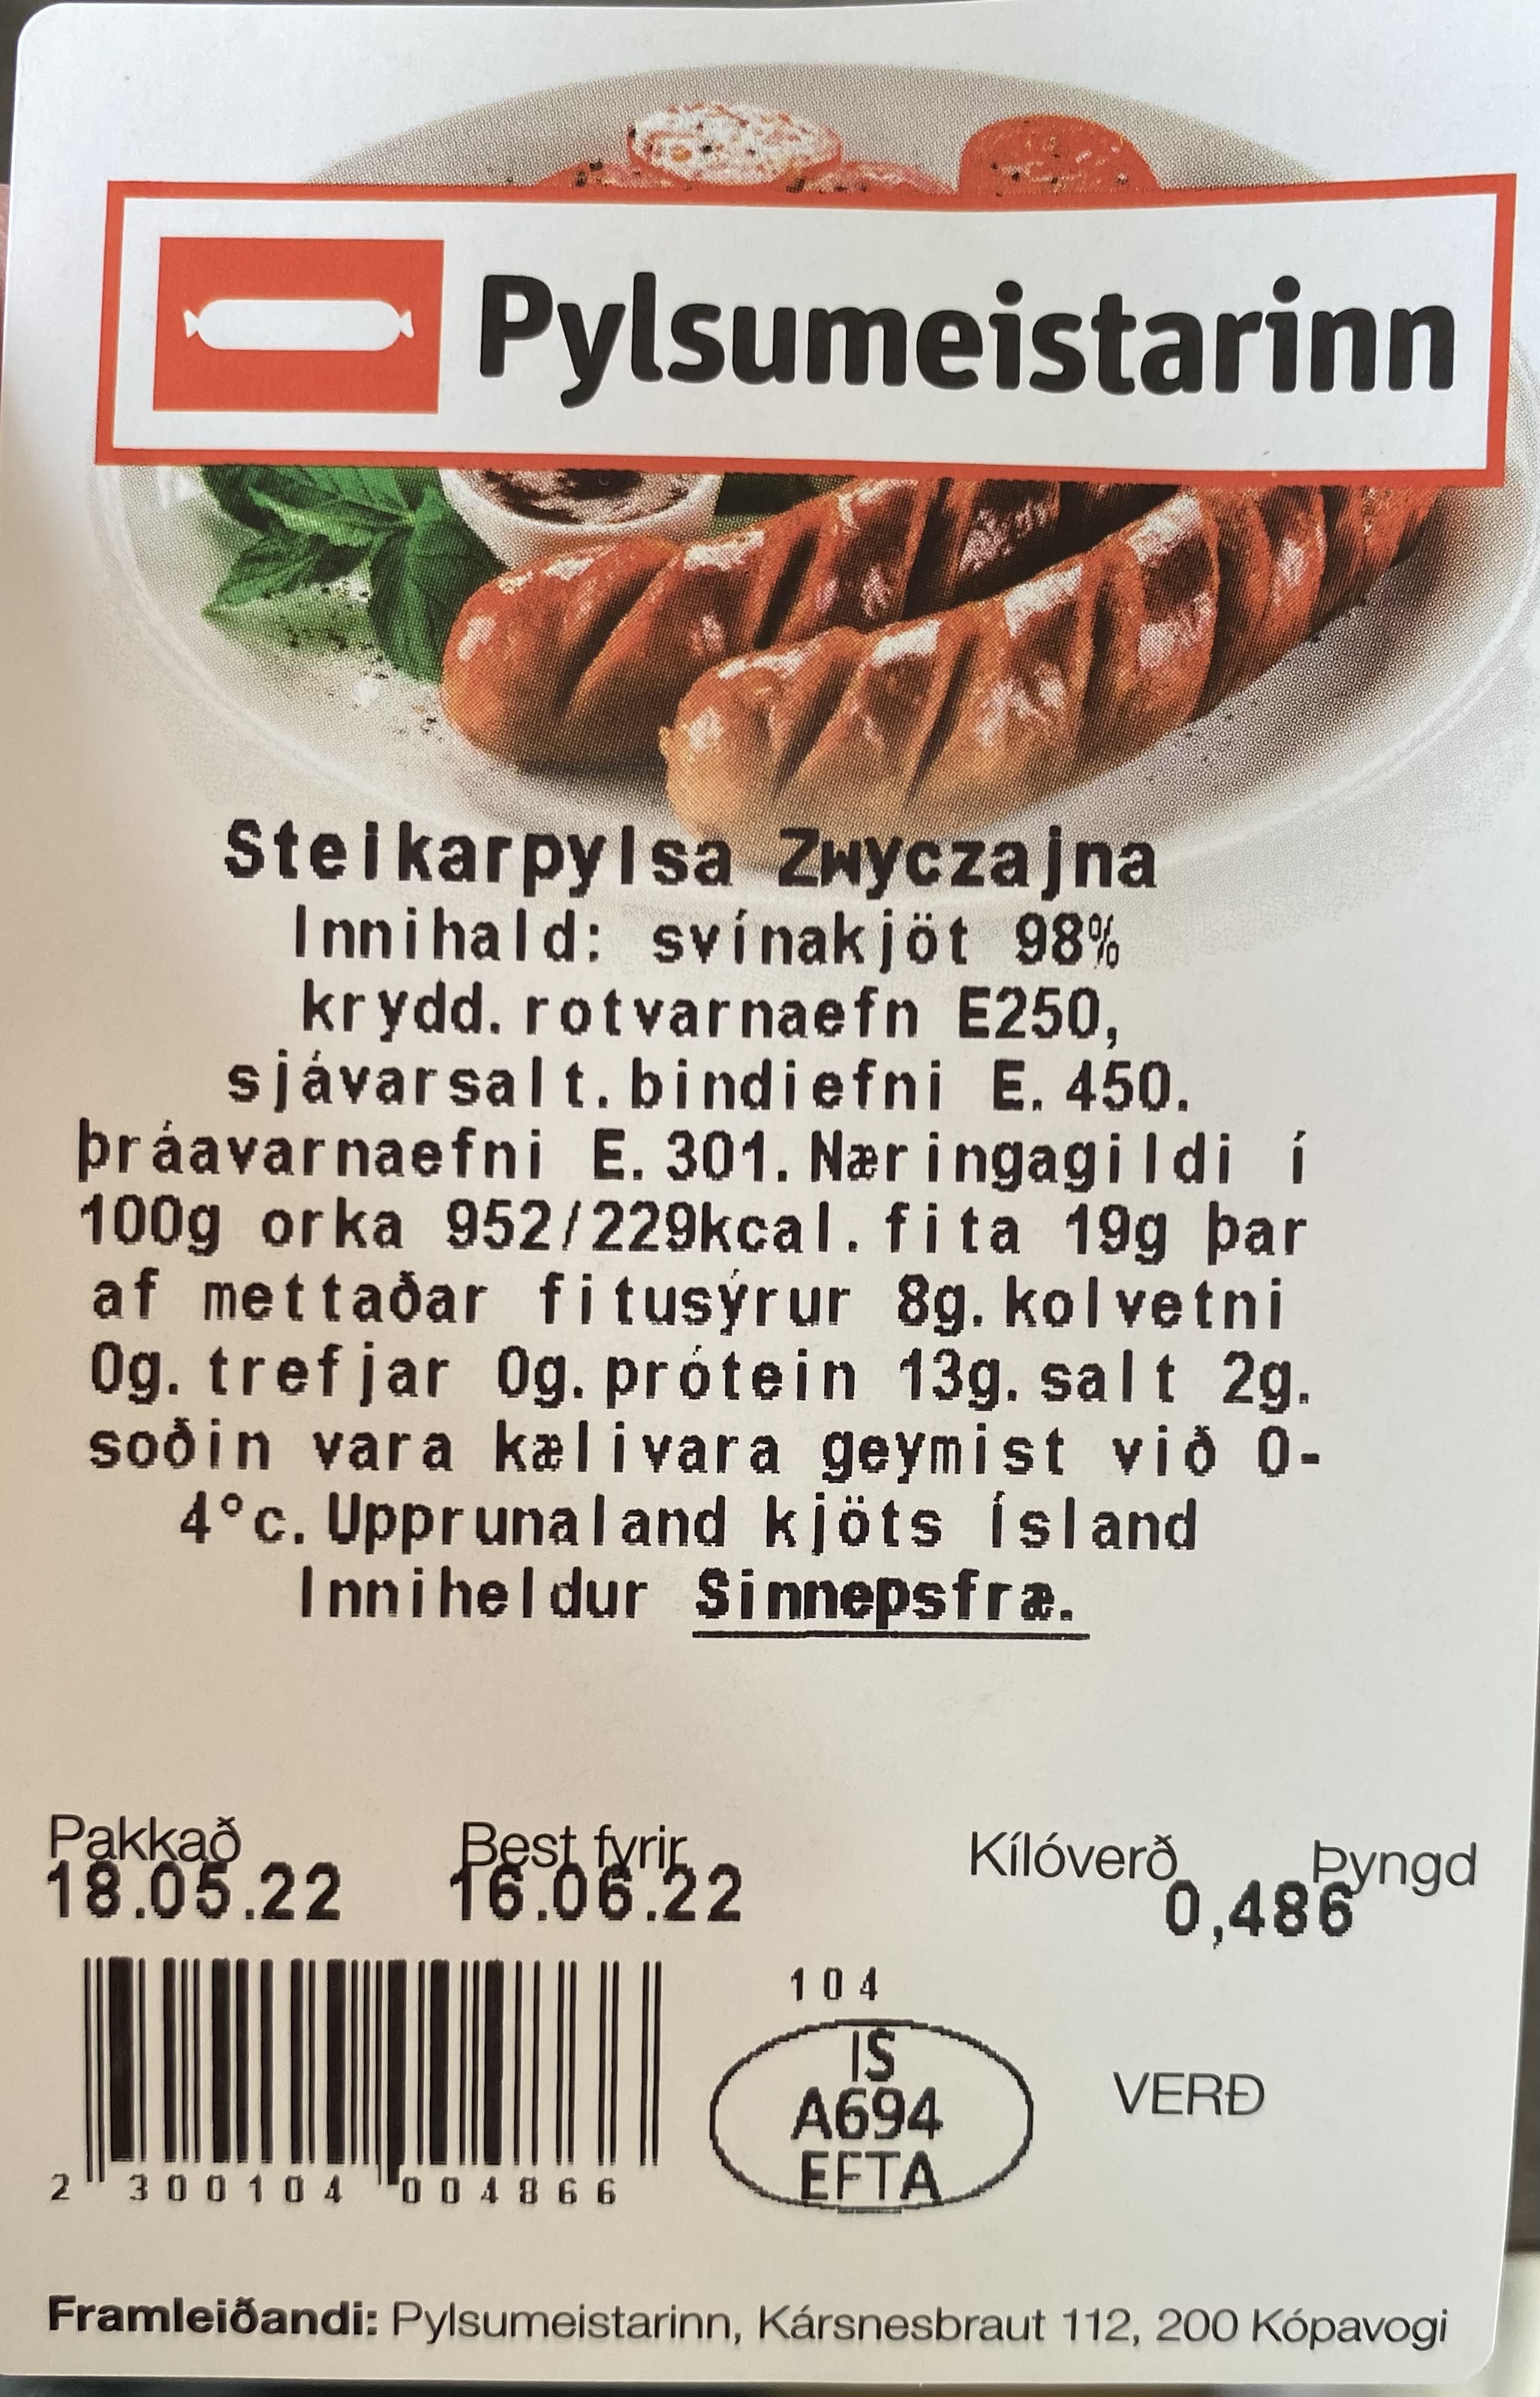 Pylsumeistarinn
Steikarpylsa Zwyczajna
Innihald: svínakjöt 98%
krydd. rotvarnaefn E250,
sjávarsalt. bindiefni E. 450.
þráavarnaefni E. 301. Næringagildi í
100g orka 952/229kcal. fita 19g þar
af mettaðar fitusýrur 8g. kolvetni
0g. trefjar 0g. prótein 13g. salt 2g.
soðin vara kælivara geymist við 0-
4°c. Upprunaland kjöts Ísland
Inniheldur Sinnepsfræ.
Pakkað Best fyrir Kílóverð Þyngd
18.05.22 16.06.22 0,486
104
IS
A694
EFTA
VERÐ
2 300104 004866
Framleiðandi: Pylsumeistarinn, Kársnesbraut 112, 200 Kópavogi